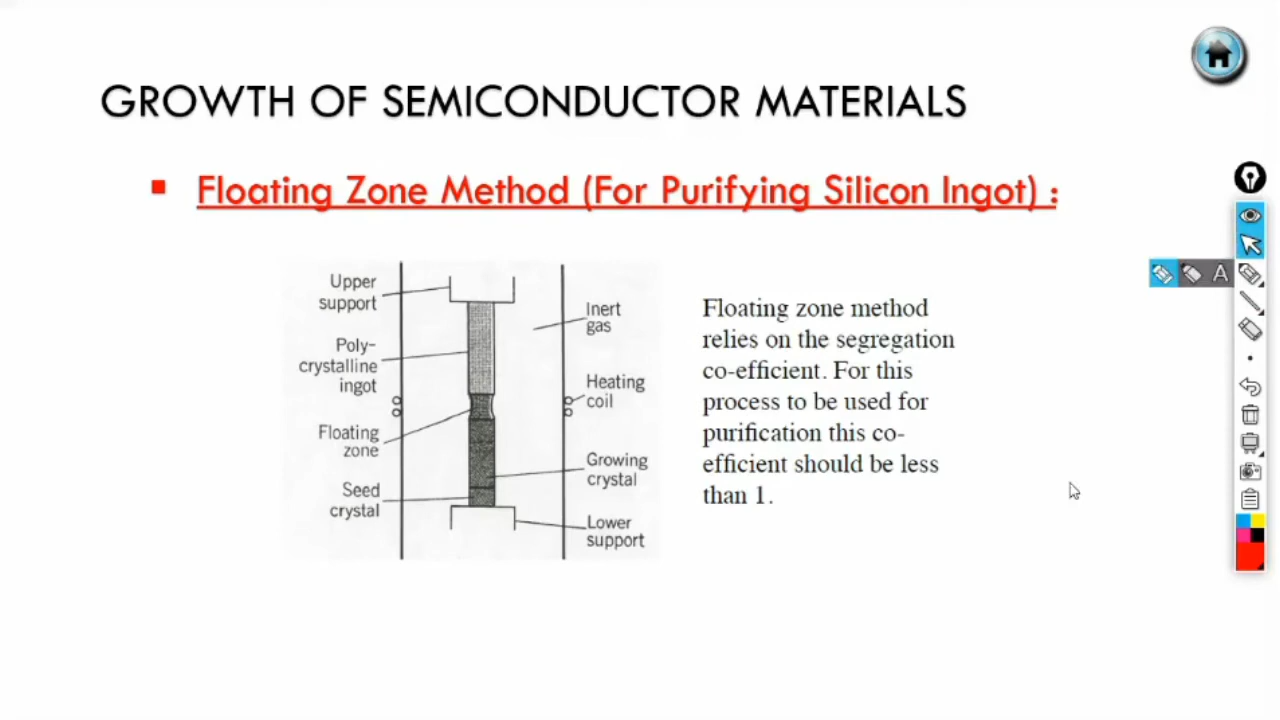 GROWTH OF SEMICONDUCTOR MATERIALS
▪ Floating Zone Method (For Purifying Silicon Ingot) :
Upper
support
Poly-
crystalline
ingot
Floating
zone
Seed
crystal
Inert
gas
Heating
coil
Growing
crystal
Lower
support
Floating zone method
relies on the segregation
co-efficient. For this
process to be used for
purification this co-
efficient should be less
than 1.
A